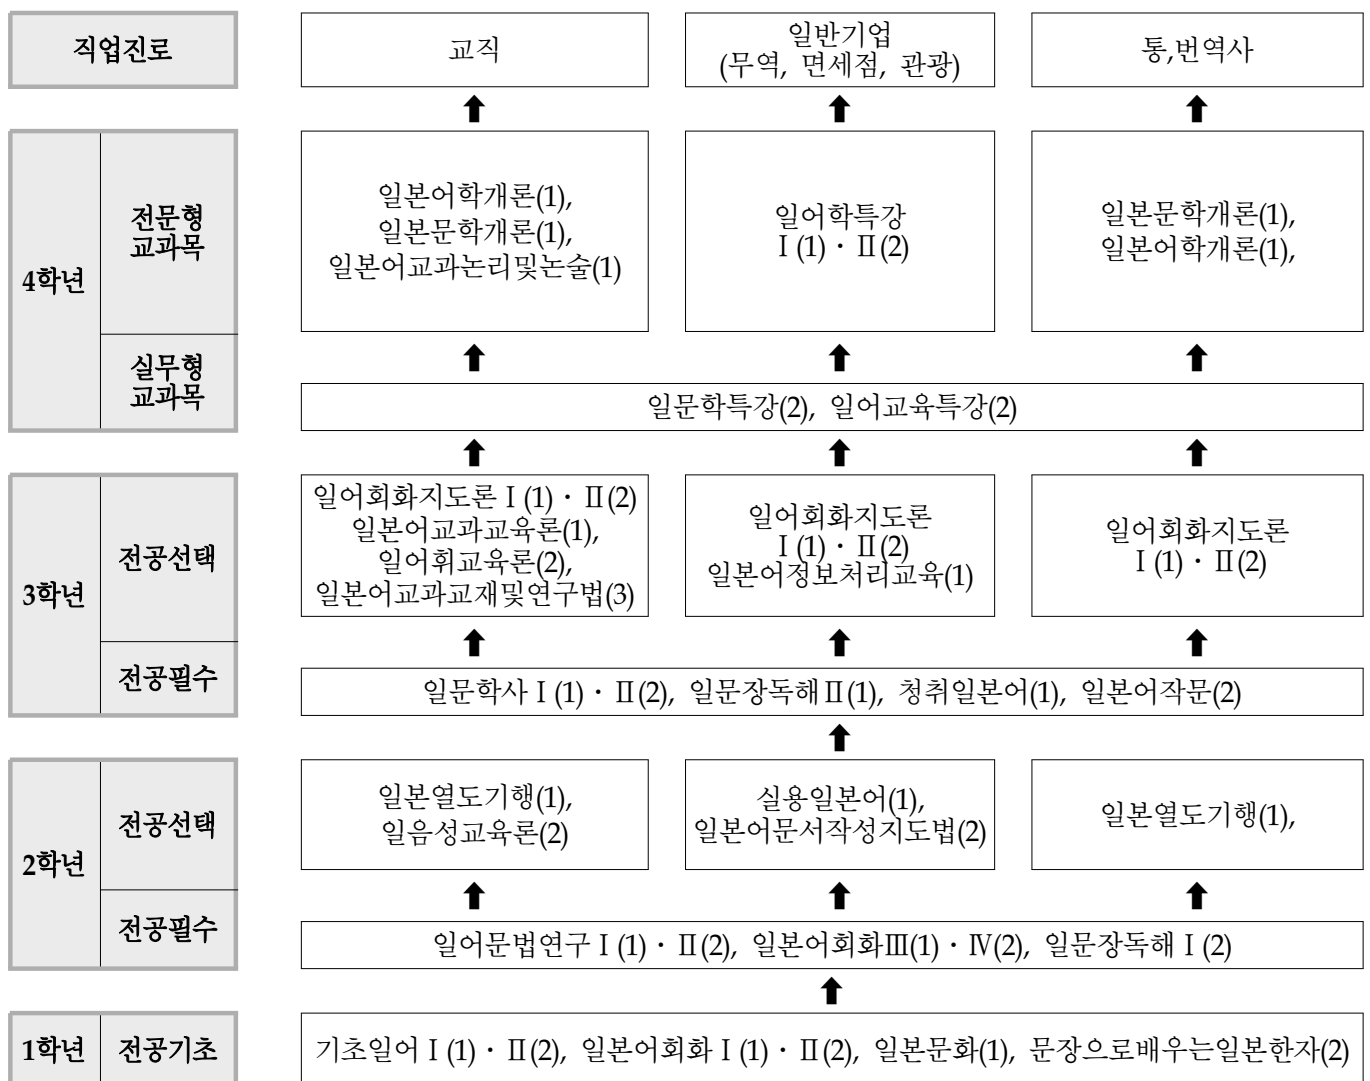 직업진로
교직
일반기업
(무역, 면세점, 관광)
통,번역사
4학년
전문형
교과목
일본어학개론(1),
일본문학개론(1),
일본어교과논리및논술(1)
일어학특강
Ⅰ(1)・Ⅱ(2)
일본문학개론(1),
일본어학개론(1),
실무형
교과목
일문학특강(2), 일어교육특강(2)
3학년
전공선택
일어회화지도론Ⅰ(1)・Ⅱ(2)
일본어교과교육론(1),
일어휘교육론(2),
일본어교과교재및연구법(3)
일어회화지도론
Ⅰ(1)・Ⅱ(2)
일본어정보처리교육(1)
일어회화지도론
Ⅰ(1)・Ⅱ(2)
전공필수
일문학사Ⅰ(1)・Ⅱ(2), 일문장독해Ⅱ(1), 청취일본어(1), 일본어작문(2)
2학년
전공선택
일본열도기행(1),
일음성교육론(2)
실용일본어(1),
일본어문서작성지도법(2)
일본열도기행(1),
전공필수
일어문법연구Ⅰ(1)・Ⅱ(2), 일본어회화Ⅲ(1)・Ⅳ(2), 일문장독해Ⅰ(2)
1학년
전공기초
기초일어Ⅰ(1)・Ⅱ(2), 일본어회화Ⅰ(1)・Ⅱ(2), 일본문화(1), 문장으로배우는일본한자(2)